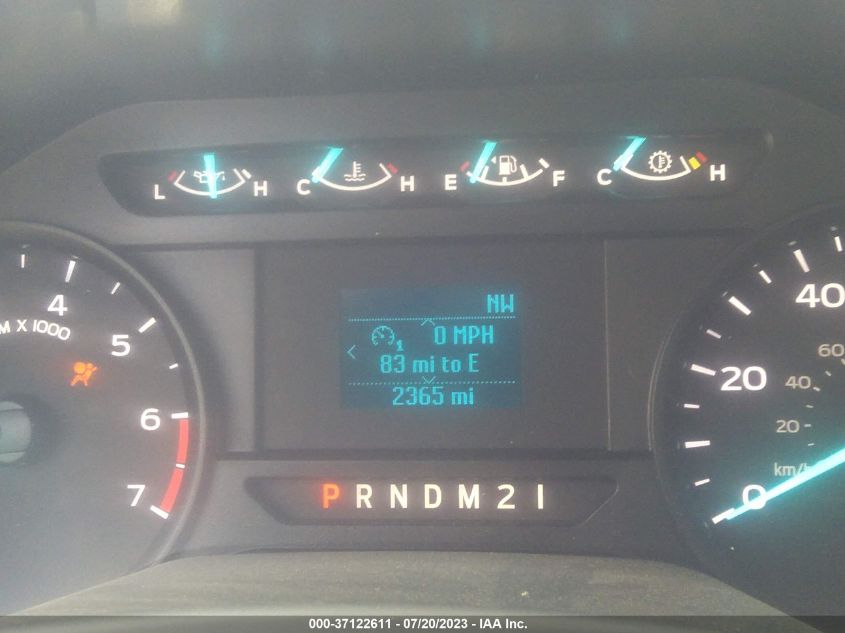 L H C H E F C H
NW
4
M X 1000
5
6
7
1 0 MPH
83 mi to E
2365 mi
40
20
0
60
40
20
km/h
P R N D M 2 1
000-37122611 - 07/20/2023 - IAA Inc.